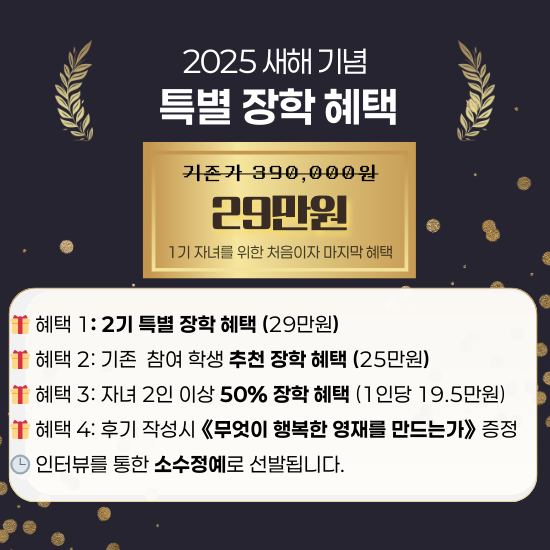 2025 새해 기념
특별 장학 혜택
기존가 390,000원
29만원
1기 자녀를 위한 처음이자 마지막 혜택
혜택 1: 2기 특별 장학 혜택 (29만원)
혜택 2: 기존 참여 학생 추천 장학 혜택 (25만원)
혜택 3: 자녀 2인 이상 50% 장학 혜택 (1인당 19.5만원)
혜택 4: 후기 작성시 《무엇이 행복한 영재를 만드는가》 증정
인터뷰를 통한 소수정예로 선발됩니다.